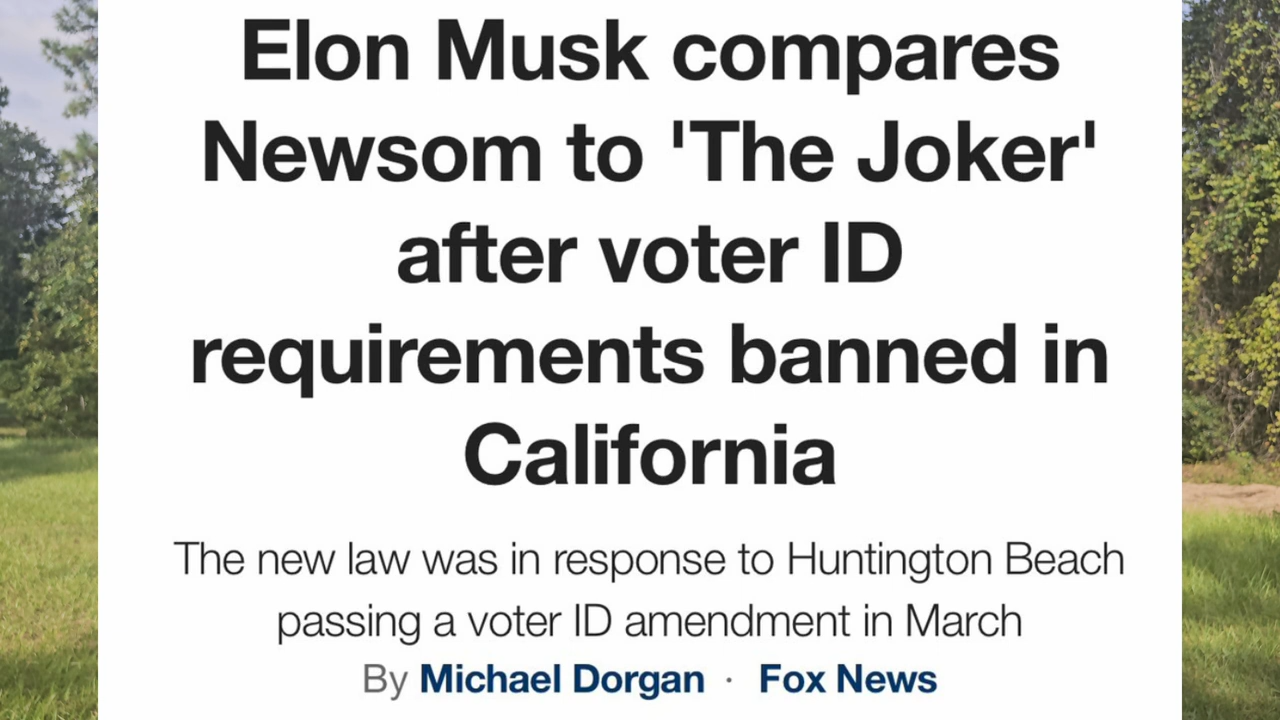 Elon Musk compares
Newsom to 'The Joker'
after voter ID
requirements banned in
California
The new law was in response to Huntington Beach
passing a voter ID amendment in March
By Michael Dorgan · Fox News